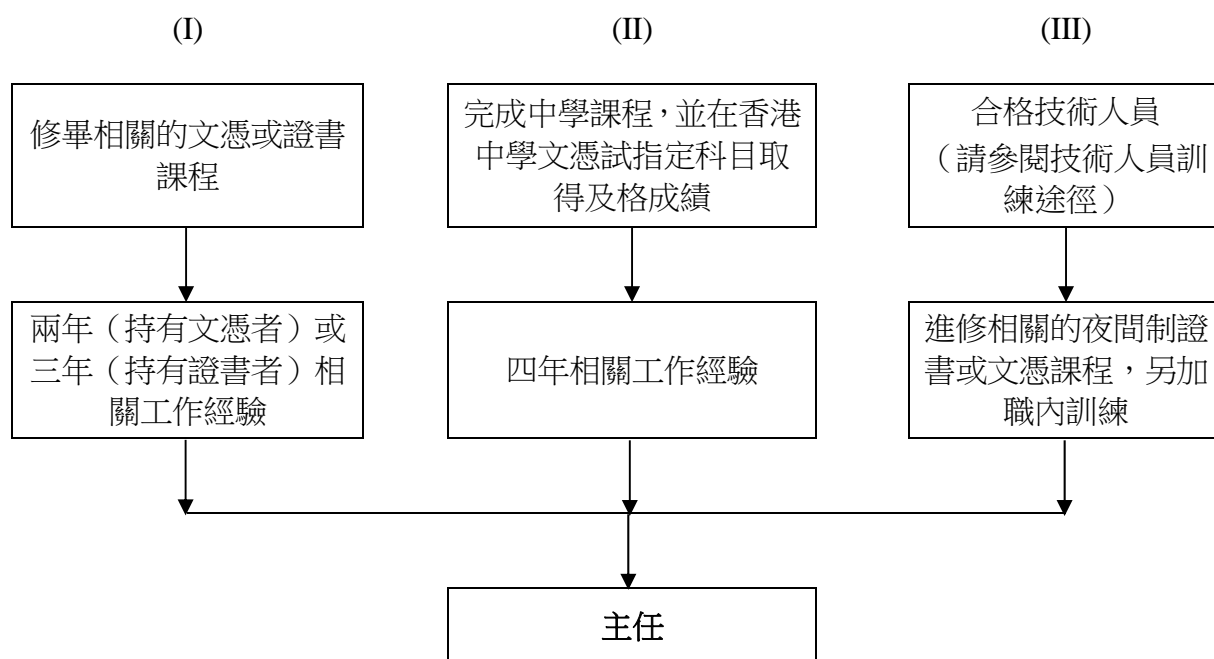 (I)
(II)
(III)
修畢相關的文憑或證書
課程
完成中學課程，並在香港
中學文憑試指定科目取
得及格成績
合格技術人員
（請參閱技術人員訓
練途徑）
兩年（持有文憑者）或
三年（持有證書者）相
關工作經驗
四年相關工作經驗
進修相關的夜間制證
書或文憑課程，另加
職內訓練
主任